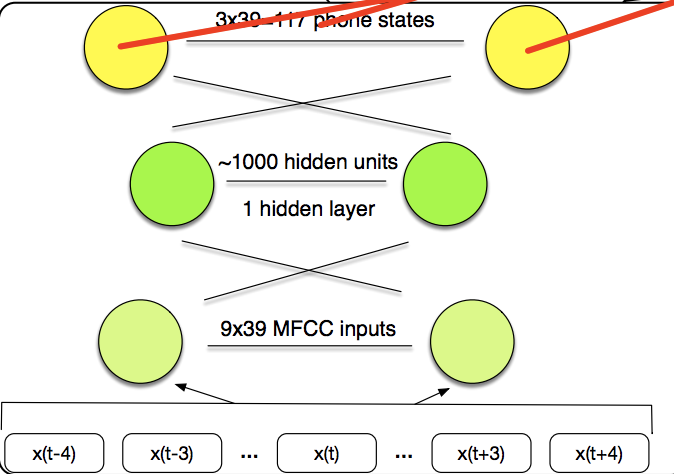 3x39=117 phone states
~1000 hidden units
1 hidden layer
9x39 MFCC inputs
x(t-4) x(t-3) ... x(t) ... x(t+3) x(t+4)